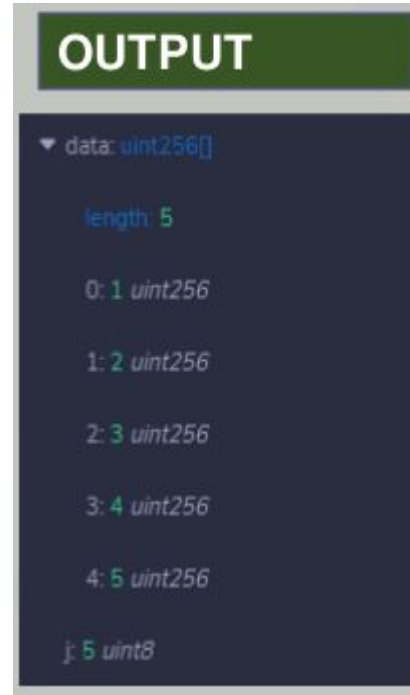 OUTPUT
data: uint256[]
length: 5
0: 1 uint256
1: 2 uint256
2: 3 uint256
3: 4 uint256
4: 5 uint256
j: 5 uint8